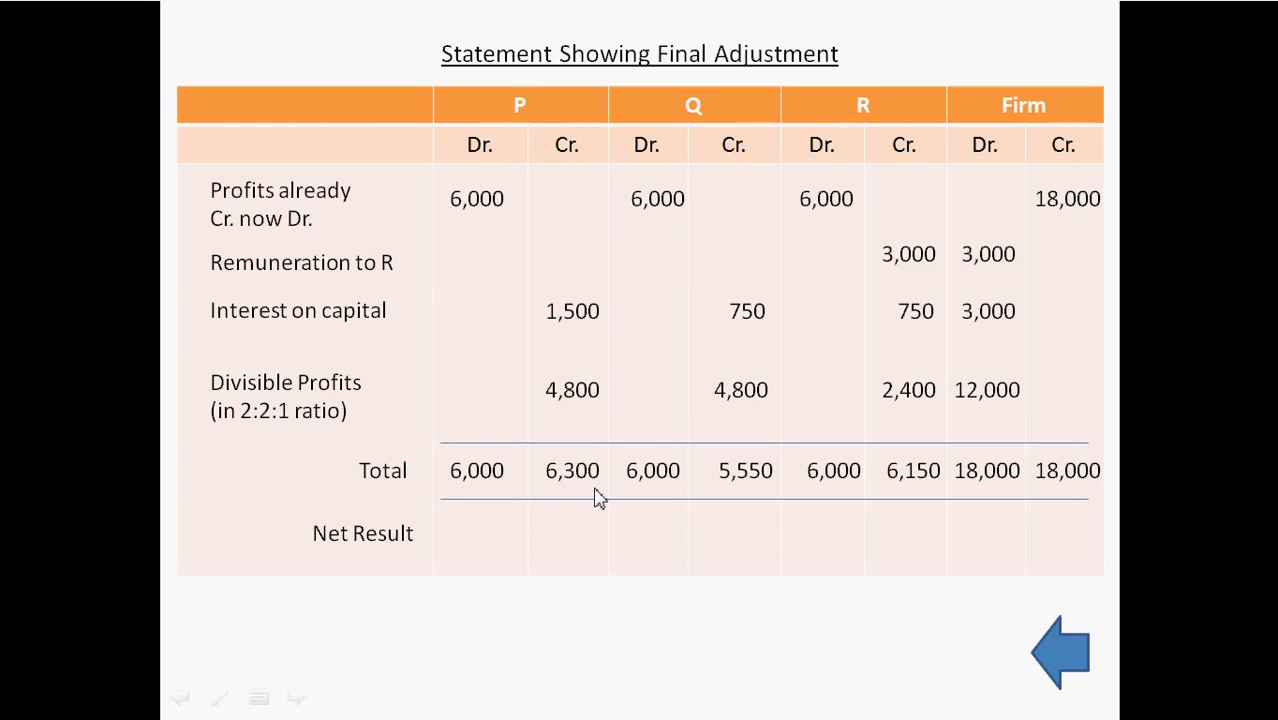 Statement Showing Final Adjustment
P Q R Firm
Dr. Cr. Dr. Cr. Dr. Cr. Dr. Cr.
Profits already
Cr. now Dr.
6,000 6,000 6,000 18,000
Remuneration to R 3,000 3,000
Interest on capital 1,500 750 750 3,000
Divisible Profits
(in 2:2:1 ratio)
4,800 4,800 2,400 12,000
Total 6,000 6,300 6,000 5,550 6,000 6,150 18,000 18,000
Net Result